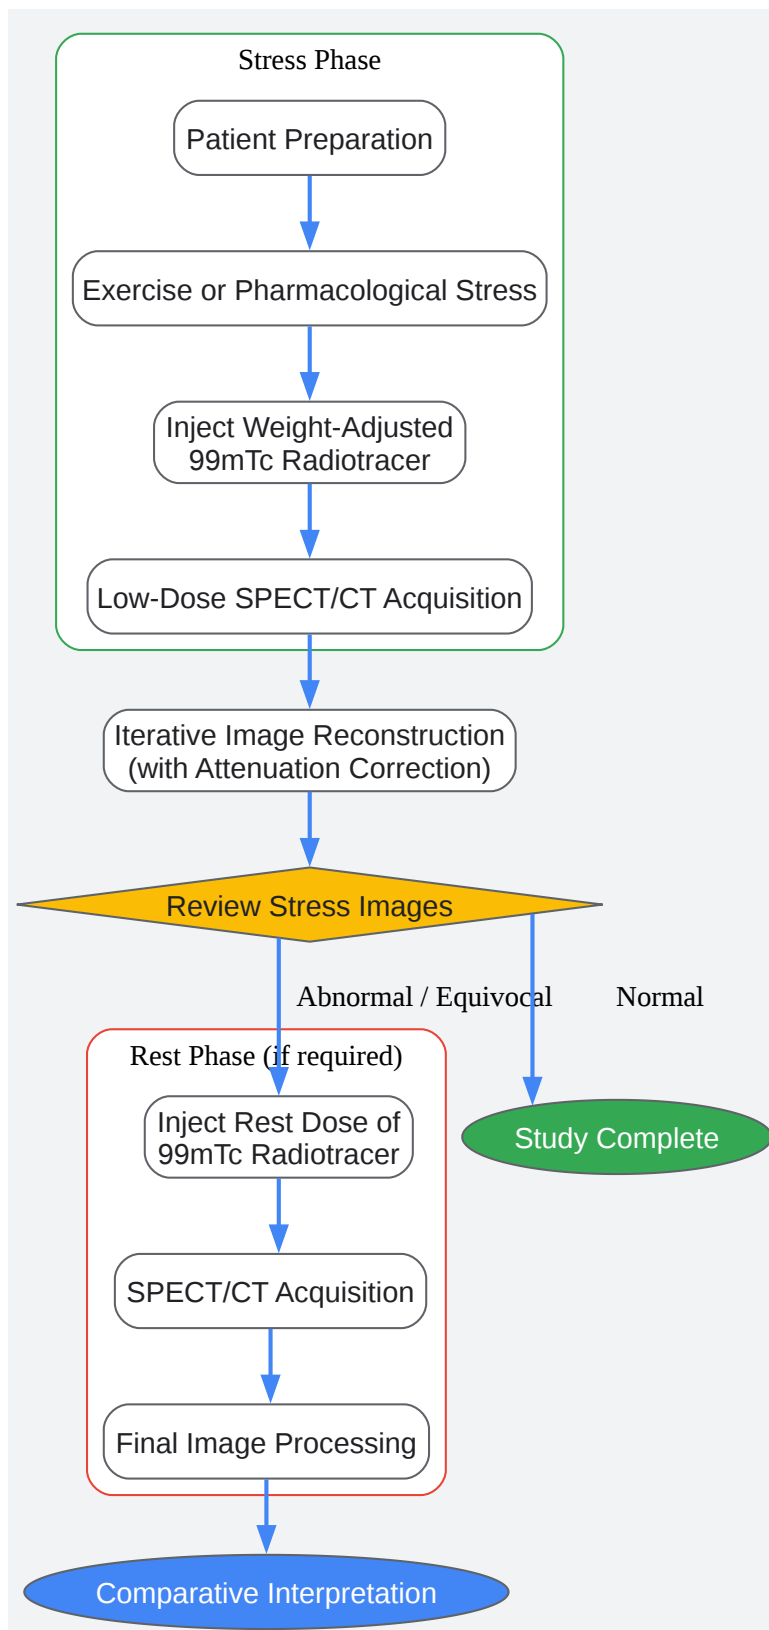 Stress Phase
Patient Preparation
Exercise or Pharmacological Stress
Inject Weight-Adjusted
99mTc Radiotracer
Low-Dose SPECT/CT Acquisition
Iterative Image Reconstruction
(with Attenuation Correction)
Review Stress Images
Abnormal / Equivocal
Normal
Rest Phase (if required)
Inject Rest Dose of
99mTc Radiotracer
Study Complete
SPECT/CT Acquisition
Final Image Processing
Comparative Interpretation